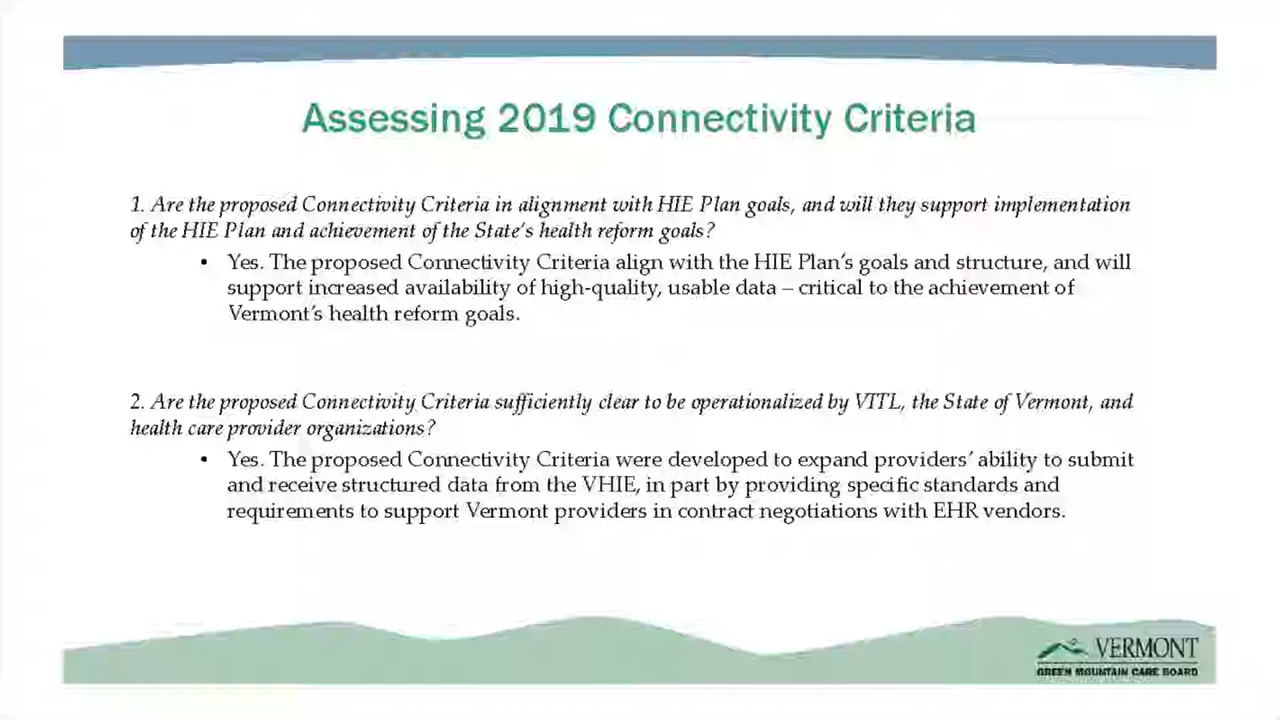 Assessing 2019 Connectivity Criteria
1. Are the proposed Connectivity Criteria in alignment with HIE Plan goals, and will they support implementation
of the HIE Plan and achievement of the State's health reform goals?
• Yes. The proposed Connectivity Criteria align with the HIE Plan's goals and structure, and will
support increased availability of high-quality, usable data – critical to the achievement of
Vermont's health reform goals.
2. Are the proposed Connectivity Criteria sufficiently clear to be operationalized by VITL, the State of Vermont, and
health care provider organizations?
• Yes. The proposed Connectivity Criteria were developed to expand providers' ability to submit
and receive structured data from the VHIE, in part by providing specific standards and
requirements to support Vermont providers in contract negotiations with EHR vendors.
VERMONT
GREEN MOUNTAIN CARE BOARD